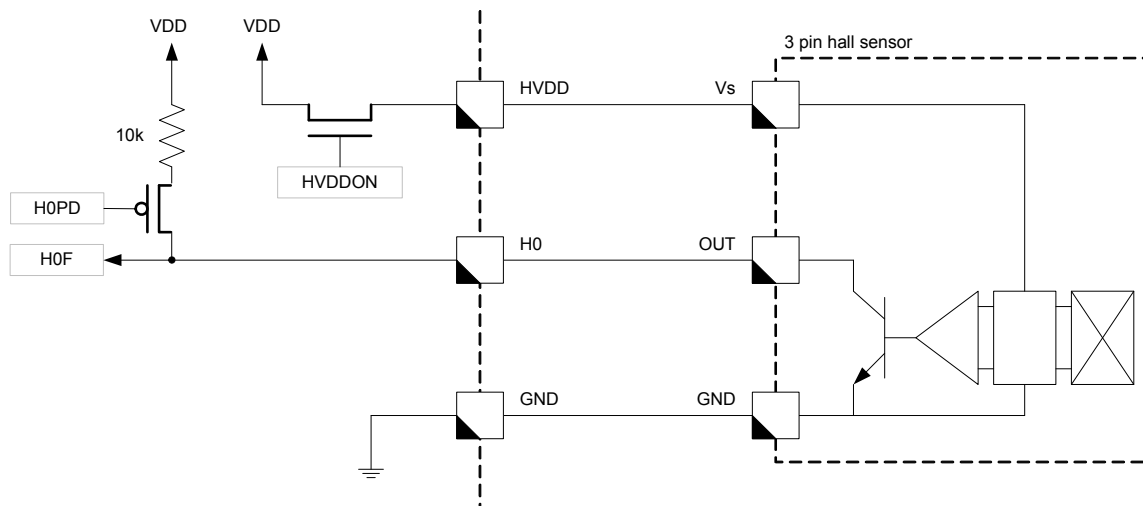 VDD
VDD
3 pin hall sensor
HVDD
Vs
10k
HVDDON
H0PD
H0
OUT
H0F
GND
GND